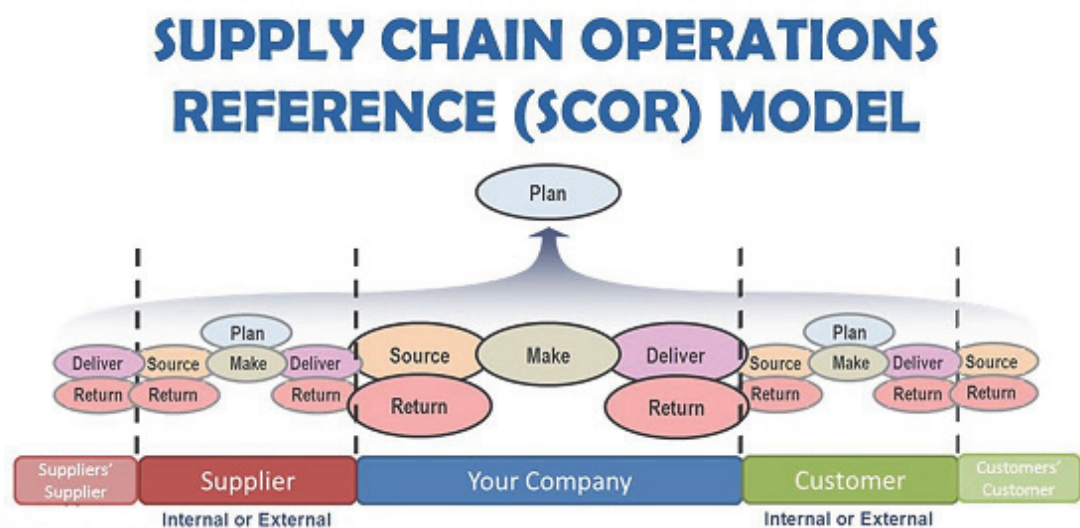 SUPPLY CHAIN OPERATIONS
REFERENCE (SCOR) MODEL
Plan
Plan
Plan
Deliver
Source
Make
Deliver
Source
Make
Deliver
Source
Make
Deliver
Source
Return
Return
Return
Return
Return
Return
Return
Return
Suppliers'
Supplier
Supplier
Your Company
Customer
Customers'
Customer
Internal or External
Internal or External